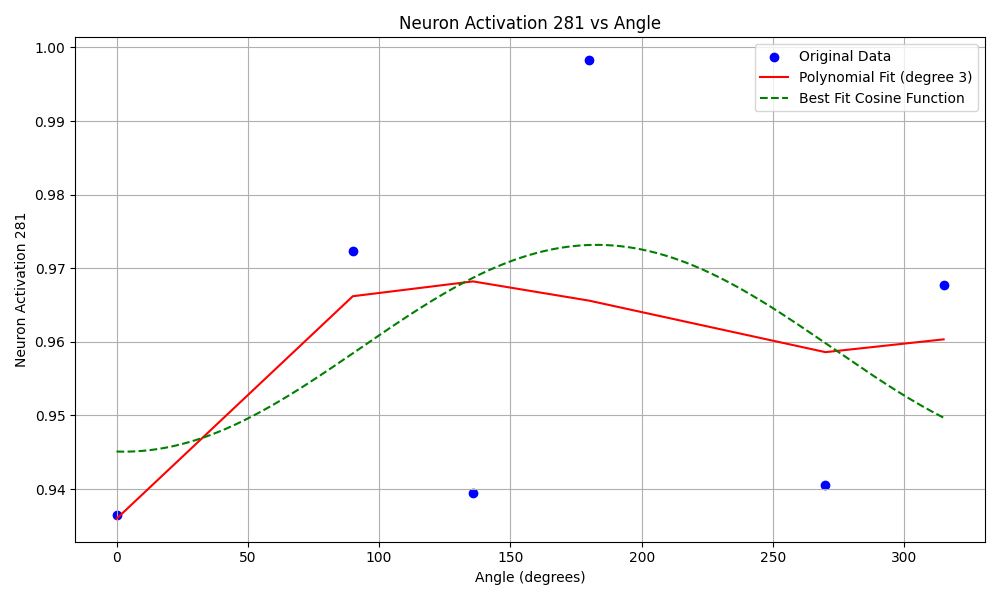 Neuron Activation 281 vs Angle
Original Data
Polynomial Fit (degree 3)
Best Fit Cosine Function
Neuron Activation 281
1.00
0.99
0.98
0.97
0.96
0.95
0.94
0
50
100
150
200
250
300
Angle (degrees)